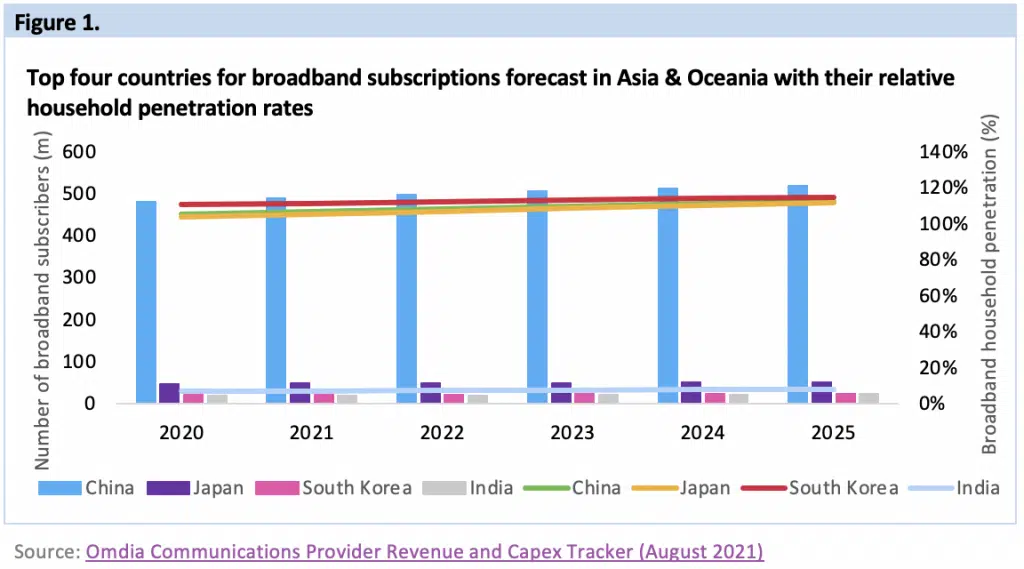 Figure 1.
Top four countries for broadband subscriptions forecast in Asia & Oceania with their relative
household penetration rates
Number of broadband subscribers (m)
600
500
400
300
200
100
0
140%
120%
100%
80%
60%
40%
20%
0%
Broadband household penetration (%)
2020 2021 2022 2023 2024 2025
China Japan South Korea India China Japan South Korea India
Source: Omdia Communications Provider Revenue and Capex Tracker (August 2021)